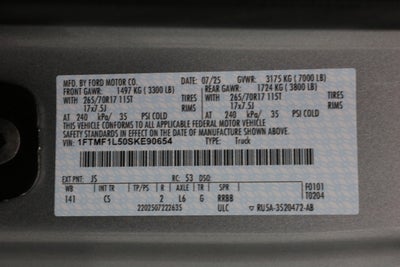 MFD. BY FORD MOTOR CO. 07/25 GVWR: 3175 KG (7000 LB)
FRONT GAWR: 1497 KG (3300 LB) REAR GAWR: 1724 KG (3800 LB)
265/70R17 115T TIRES 265/70R17 115T TIRES
17x7.5J RIMS 17x7.5J RIMS
AT 240 kPa/ 35 PSI COLD AT 240 kPa/ 35 PSI COLD
THIS VEHICLE CONFORMS TO ALL APPLICABLE FEDERAL MOTOR VEHICLE
SAFETY STANDARDS IN EFFECT ON THE DATE OF MANUFACTURE SHOWN ABOVE.
VIN: 1FTMF1L50SKE90654 TYPE: Truck
EXT PNT: JS RC: 53 DSO:
WB INT TR TP/PS R AXLE TR SPR F0101
141 CS 2 L6 G RRBB T0204
2202507222635 ULC RU5A-3520472-AB